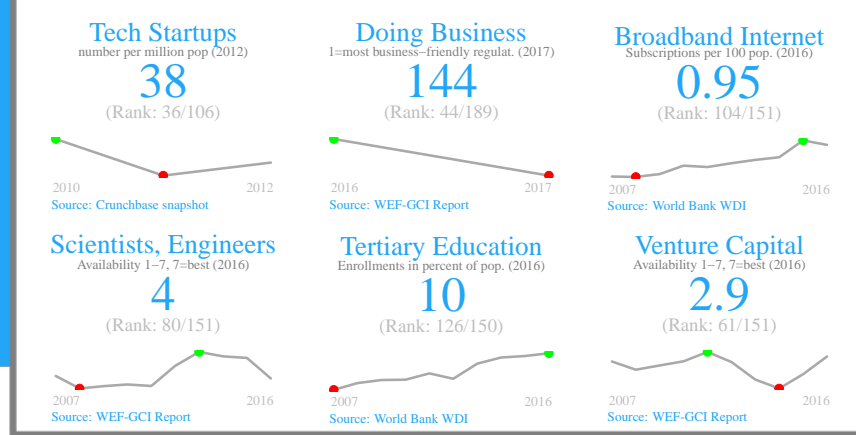 Tech Startups
number per million pop (2012)
38
(Rank: 36/106)
2010 2012
Source: Crunchbase snapshot
Doing Business
1=most business−friendly regulat. (2017)
144
(Rank: 44/189)
2016 2017
Source: WEF-GCI Report
Broadband Internet
Subscriptions per 100 pop. (2016)
0.95
(Rank: 104/151)
2007 2016
Source: World Bank WDI
Scientists, Engineers
Availability 1−7, 7=best (2016)
4
(Rank: 80/151)
2007 2016
Source: WEF-GCI Report
Tertiary Education
Enrollments in percent of pop. (2016)
10
(Rank: 126/150)
2007 2016
Source: World Bank WDI
Venture Capital
Availability 1−7, 7=best (2016)
2.9
(Rank: 61/151)
2007 2016
Source: WEF-GCI Report